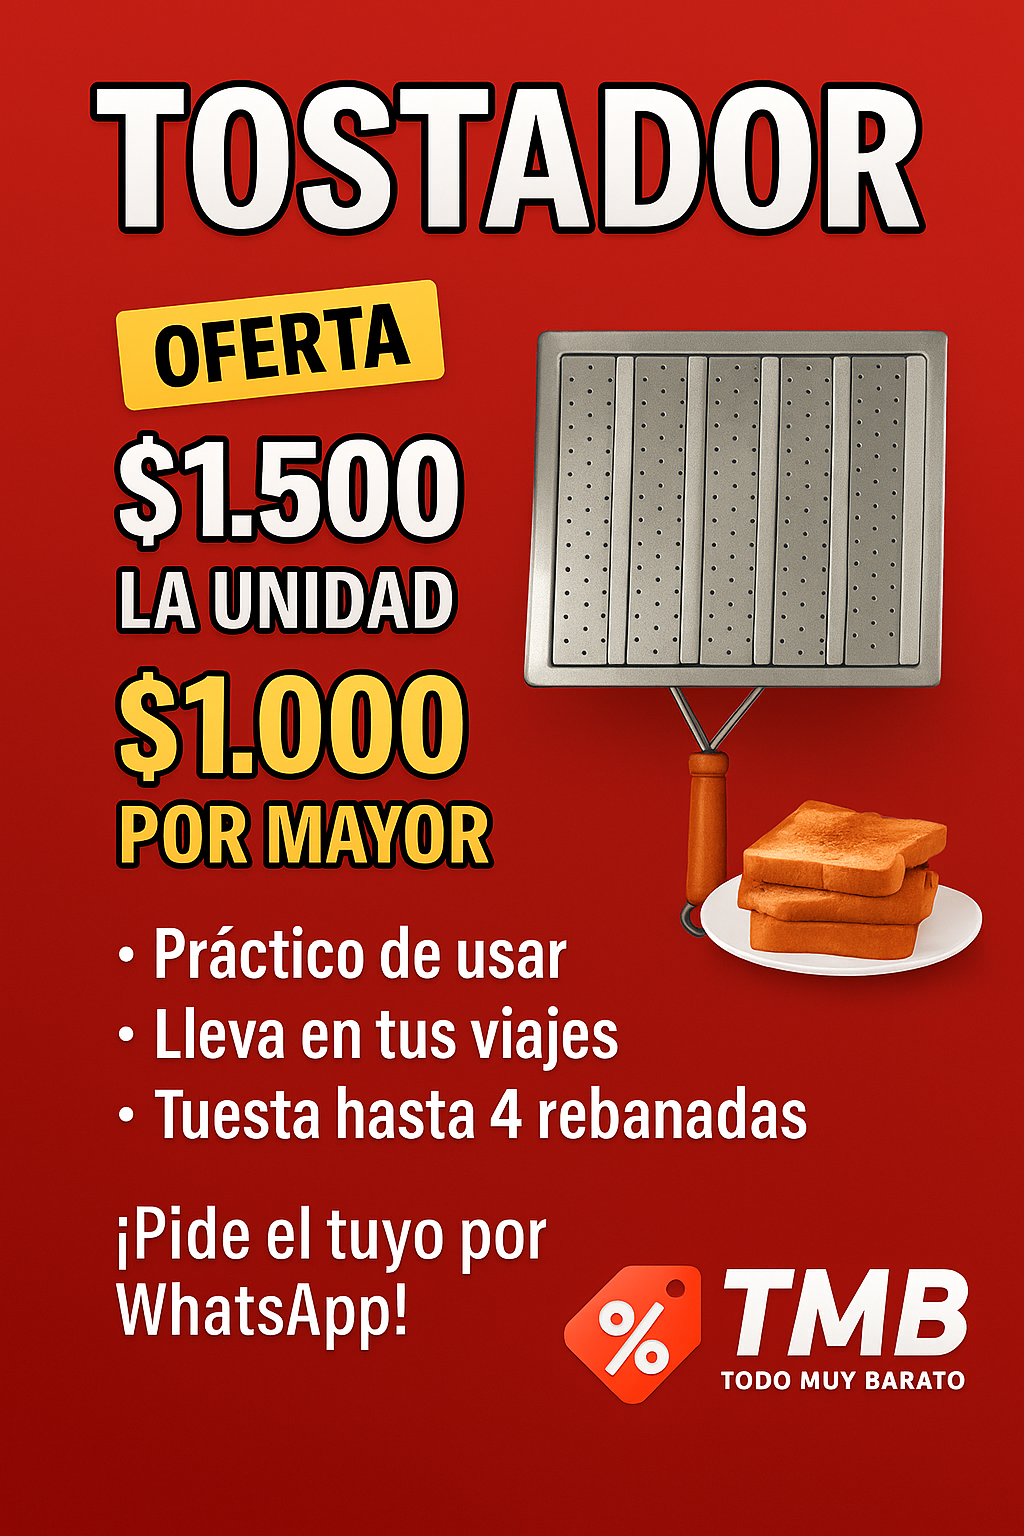 TOSTADOR
OFERTA
$1.500
LA UNIDAD
$1.000
POR MAYOR
• Práctico de usar
• Lleva en tus viajes
• Tuesta hasta 4 rebanadas
¡Pide el tuyo por
WhatsApp!
%
TMB
TODO MUY BARATO